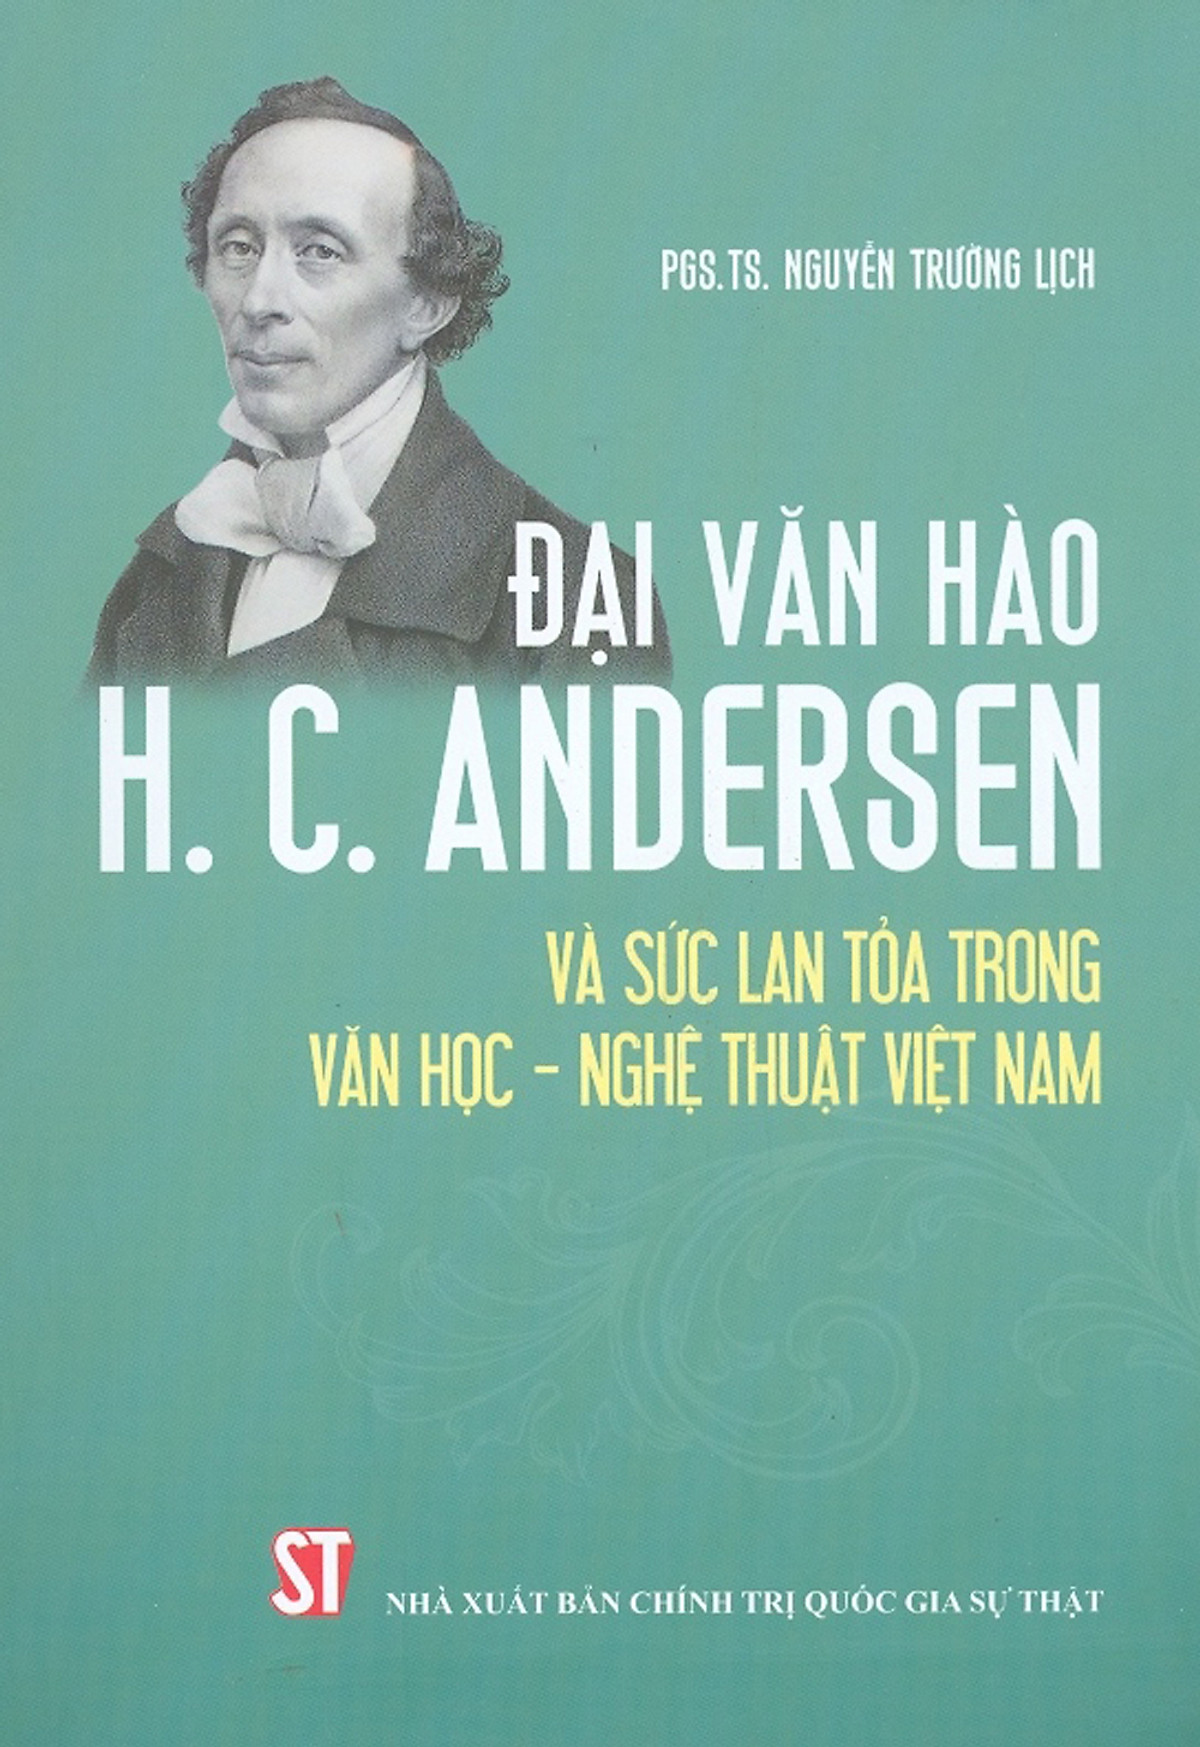 PGS.TS. NGUYỄN TRƯỜNG LỊCH
ĐẠI VĂN HÀO
H. C. ANDERSEN
VÀ SỨC LAN TỎA TRONG
VĂN HỌC - NGHỆ THUẬT VIỆT NAM
ST
NHÀ XUẤT BẢN CHÍNH TRỊ QUỐC GIA SỰ THẬT